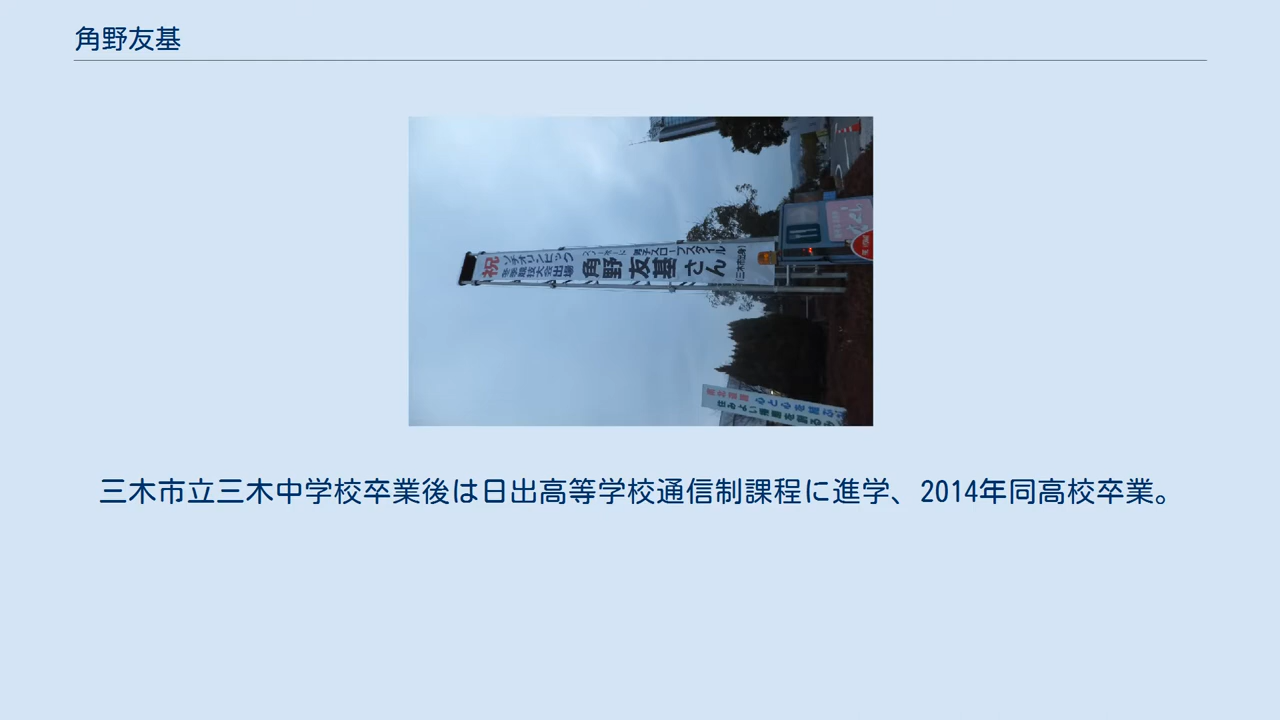 角野友基
祝
ソチオリンピック
冬季競技大会出場
スノーボード 男子スロープスタイル
角野友基さん
(三木市出身)
三木市立三木中学校卒業後は日出高等学校通信制課程に進学、2014年同高校卒業。